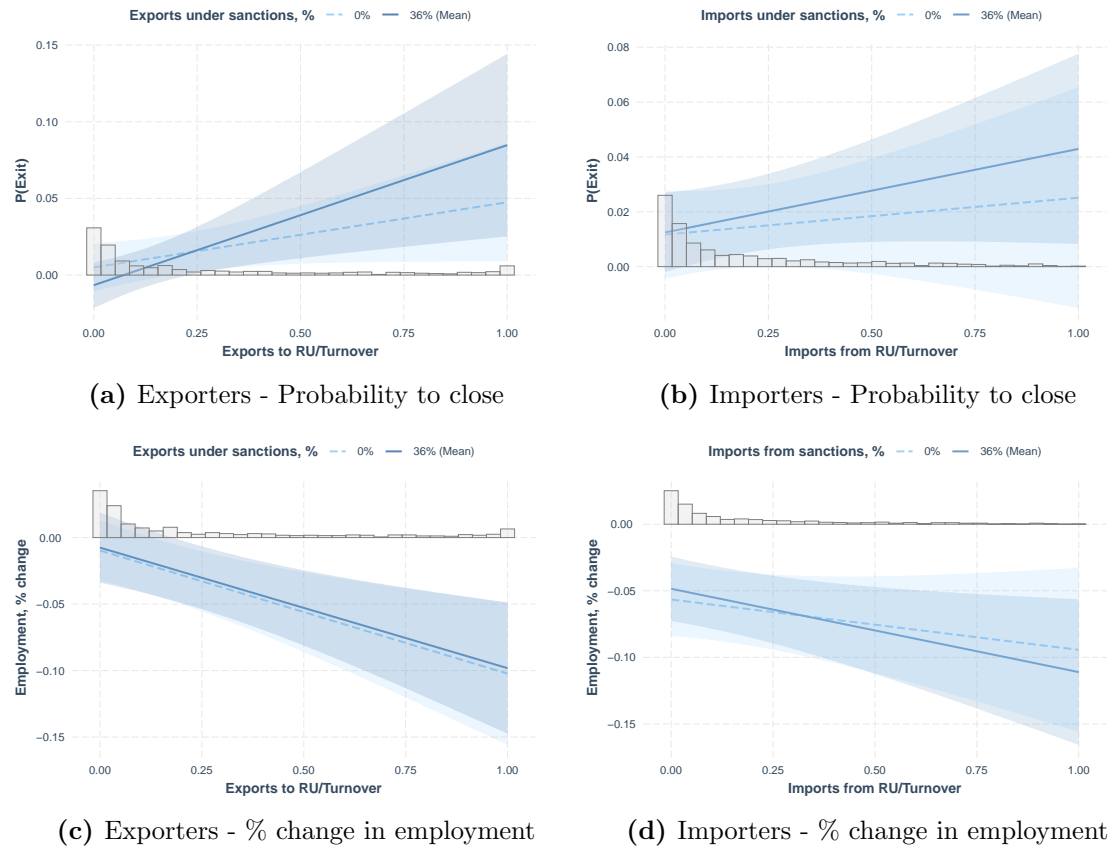 Exports under sanctions, % 0% 36% (Mean)
0.15
0.10
0.05
0.00
P(Exit)
0.00 0.25 0.50 0.75 1.00
Exports to RU/Turnover
(a) Exporters - Probability to close
Imports under sanctions, % 0% 36% (Mean)
0.08
0.06
0.04
0.02
0.00
P(Exit)
0.00 0.25 0.50 0.75 1.00
Imports from RU/Turnover
(b) Importers - Probability to close
Exports under sanctions, % 0% 36% (Mean)
0.00
−0.05
−0.10
−0.15
Employment, % change
0.00 0.25 0.50 0.75 1.00
Exports to RU/Turnover
(c) Exporters - % change in employment
Imports from sanctions, % 0% 36% (Mean)
0.00
−0.05
−0.10
−0.15
Employment, % change
0.00 0.25 0.50 0.75 1.00
Imports from RU/Turnover
(d) Importers - % change in employment